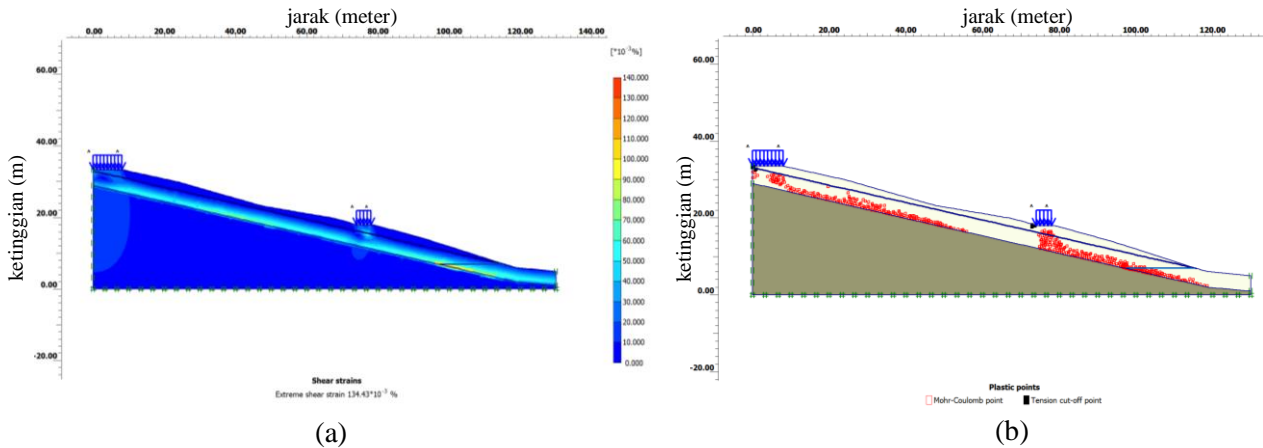 jarak (meter)
0.00 20.00 40.00 60.00 80.00 100.00 120.00 140.00
[*10⁻³%]
60.00
40.00
20.00
0.00
-20.00
ketinggian (m)
140.000
130.000
120.000
110.000
100.000
90.000
80.000
70.000
60.000
50.000
40.000
30.000
20.000
10.000
0.000
Shear strains
Extreme shear strain 134.43*10⁻³ %
(a)
jarak (meter)
0.00 20.00 40.00 60.00 80.00 100.00 120.00
60.00
40.00
20.00
0.00
-20.00
ketinggian (m)
Plastic points
Mohr-Coulomb point Tension cut-off point
(b)